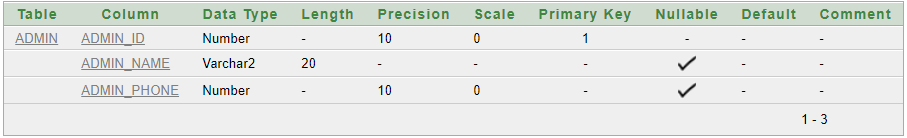 Table Column Data Type Length Precision Scale Primary Key Nullable Default Comment
ADMIN ADMIN_ID Number - 10 0 1 - - -
ADMIN_NAME Varchar2 20 - - - ✓ - -
ADMIN_PHONE Number - 10 0 - ✓ - -
1 - 3